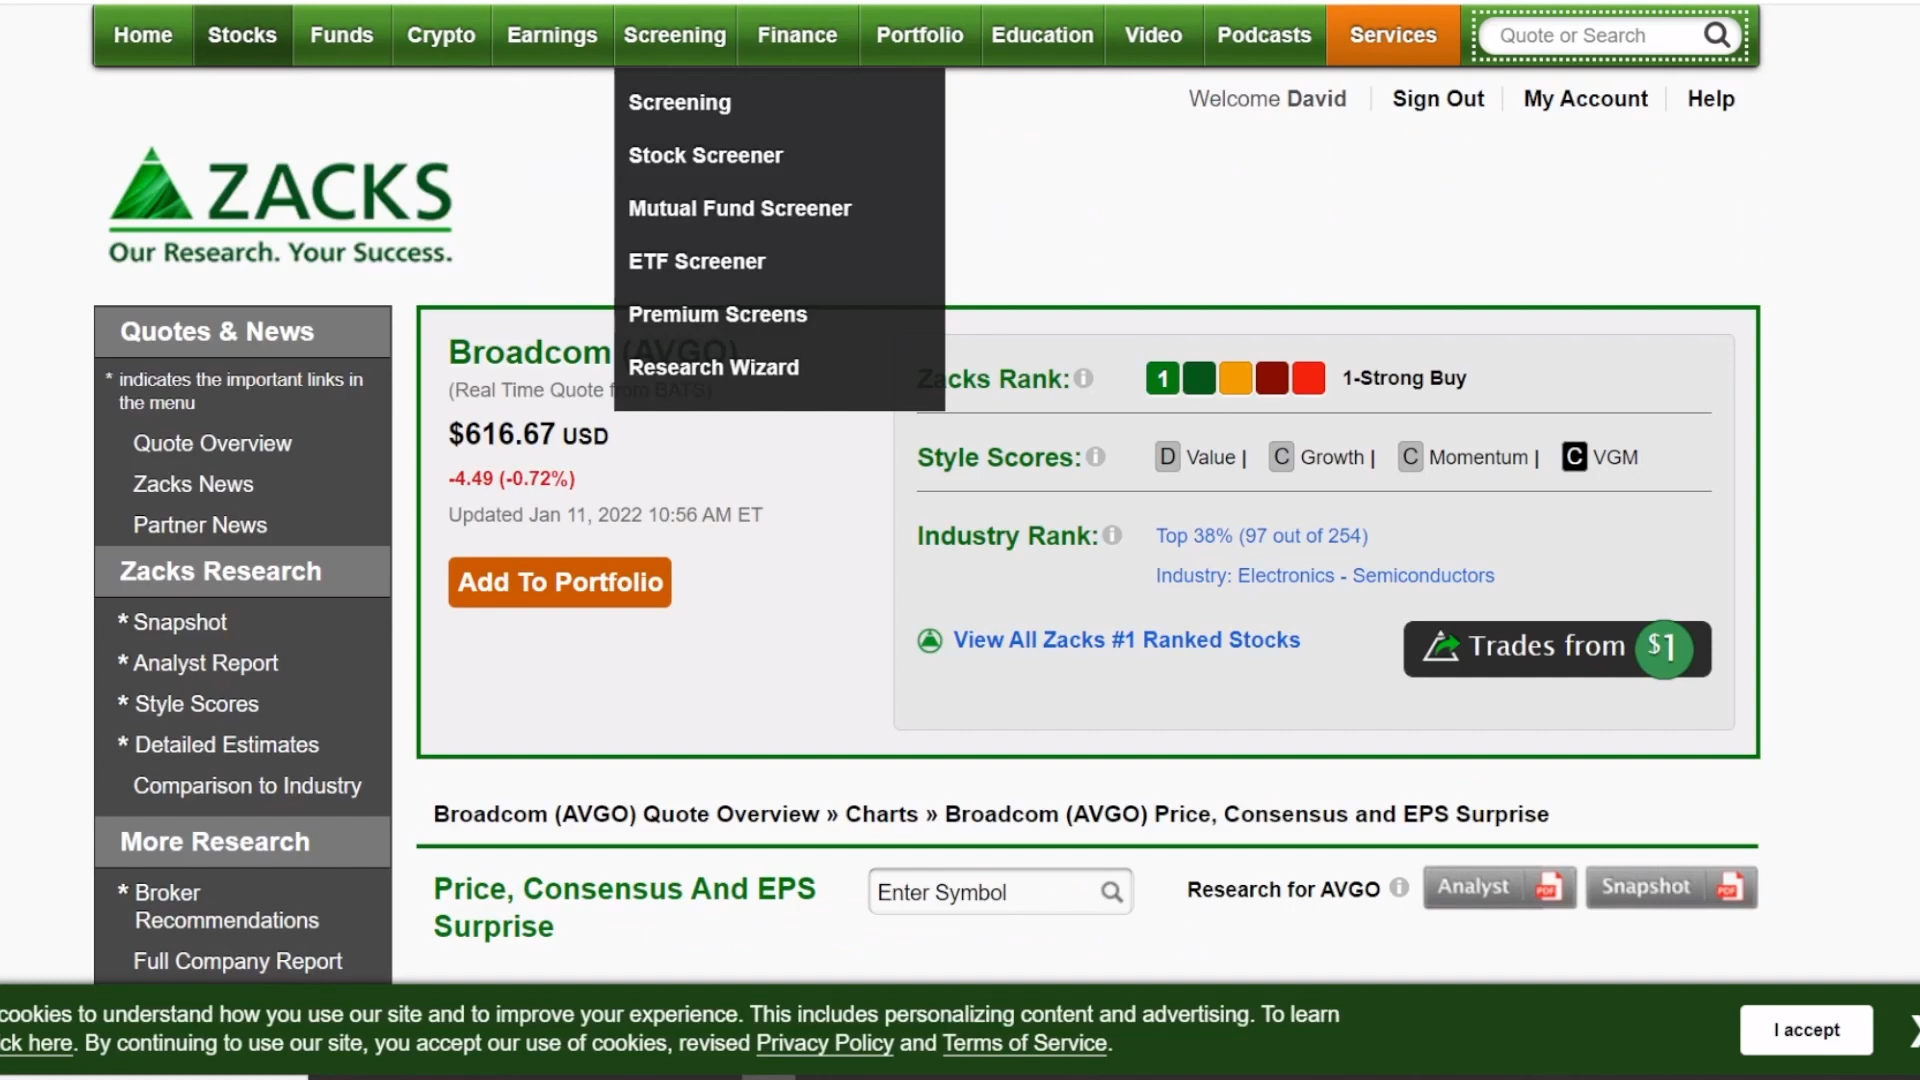 Home Stocks Funds Crypto Earnings Screening Finance Portfolio Education Video Podcasts Services Quote or Search
Welcome David Sign Out My Account Help
Screening
Stock Screener
Mutual Fund Screener
ETF Screener
Premium Screens
Research Wizard
ZACKS
Our Research. Your Success.
Quotes & News
* indicates the important links in
the menu
Quote Overview
Zacks News
Partner News
Zacks Research
* Snapshot
* Analyst Report
* Style Scores
* Detailed Estimates
Comparison to Industry
More Research
* Broker
Recommendations
Full Company Report
Broadcom (AVGO)
(Real Time Quote from BATS)
$616.67 USD
-4.49 (-0.72%)
Updated Jan 11, 2022 10:56 AM ET
Add To Portfolio
Zacks Rank: 1 1-Strong Buy
Style Scores: D Value | C Growth | C Momentum | C VGM
Industry Rank: Top 38% (97 out of 254)
Industry: Electronics - Semiconductors
View All Zacks #1 Ranked Stocks
Trades from $1
Broadcom (AVGO) Quote Overview » Charts » Broadcom (AVGO) Price, Consensus and EPS Surprise
Price, Consensus And EPS
Surprise
Enter Symbol
Research for AVGO
Analyst PDF
Snapshot PDF
cookies to understand how you use our site and to improve your experience. This includes personalizing content and advertising. To learn
ck here. By continuing to use our site, you accept our use of cookies, revised Privacy Policy and Terms of Service.
I accept